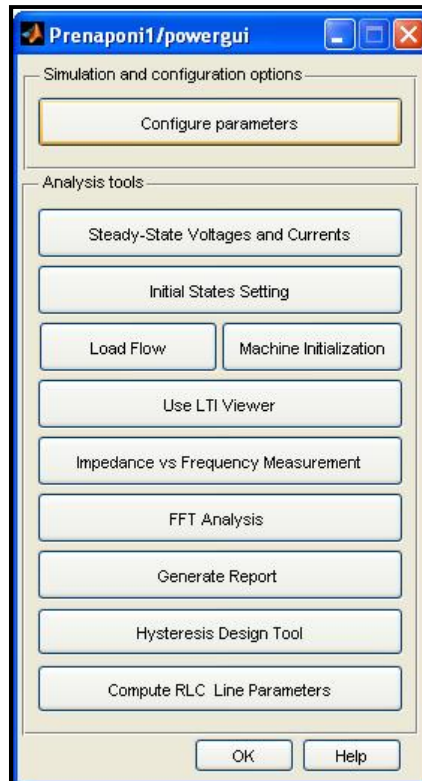 Prenaponi1/powergui
Simulation and configuration options
Configure parameters
Analysis tools
Steady-State Voltages and Currents
Initial States Setting
Load Flow
Machine Initialization
Use LTI Viewer
Impedance vs Frequency Measurement
FFT Analysis
Generate Report
Hysteresis Design Tool
Compute RLC Line Parameters
OK
Help